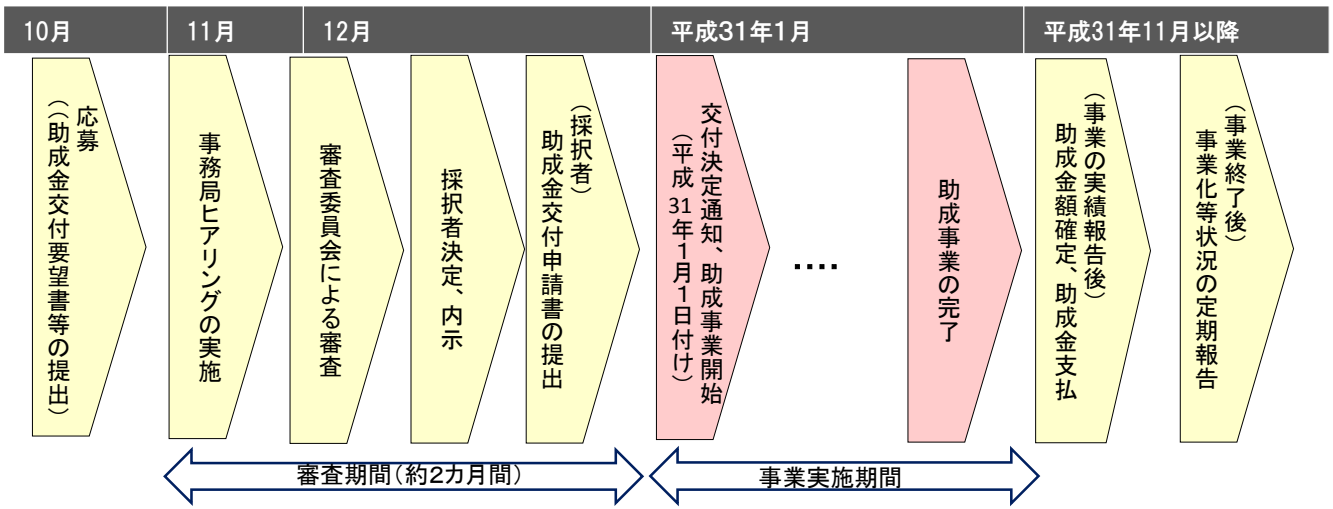 10月
11月
12月
平成31年1月
平成31年11月以降
応募
((助成金交付要望書等の提出)
事務局ヒアリングの実施
審査委員会による審査
採択者決定、内示
(採択者)
助成金交付申請書の提出
交付決定通知、助成事業開始
(平成31年1月1日付け)
....
助成事業の完了
(事業の実績報告後)
助成金額確定、助成金支払
(事業終了後)
事業化等状況の定期報告
審査期間(約2カ月間)
事業実施期間